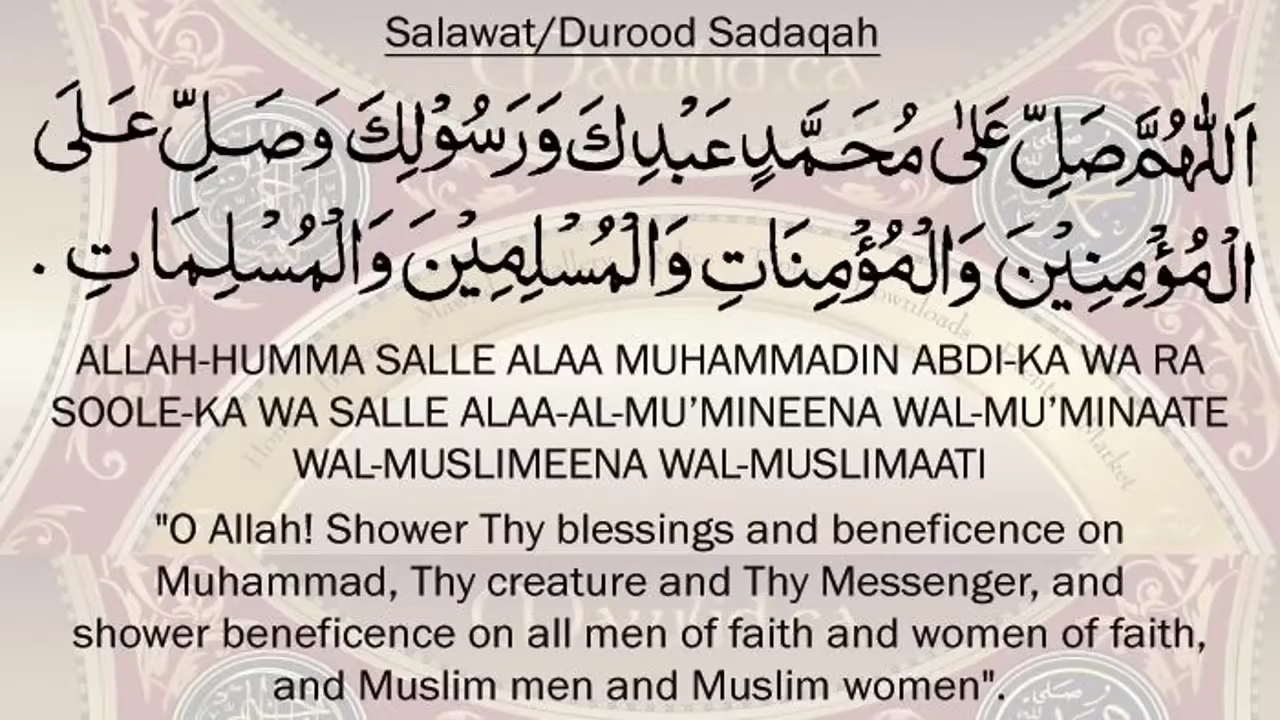 Salawat/Durood Sadaqah
اَللّٰهُمَّ صَلِّ عَلىٰ مُحَمَّدٍ عَبْدِكَ وَرَسُوْلِكَ وَصَلِّ عَلَى
الْمُؤْمِنِيْنَ وَالْمُؤْمِنَاتِ وَالْمُسْلِمِيْنَ وَالْمُسْلِمَاتِ .
ALLAH-HUMMA SALLE ALAA MUHAMMADIN ABDI-KA WA RA
SOOLE-KA WA SALLE ALAA-AL-MU’MINEENA WAL-MU’MINAATE
WAL-MUSLIMEENA WAL-MUSLIMAATI
"O Allah! Shower Thy blessings and beneficence on
Muhammad, Thy creature and Thy Messenger, and
shower beneficence on all men of faith and women of faith,
and Muslim men and Muslim women".